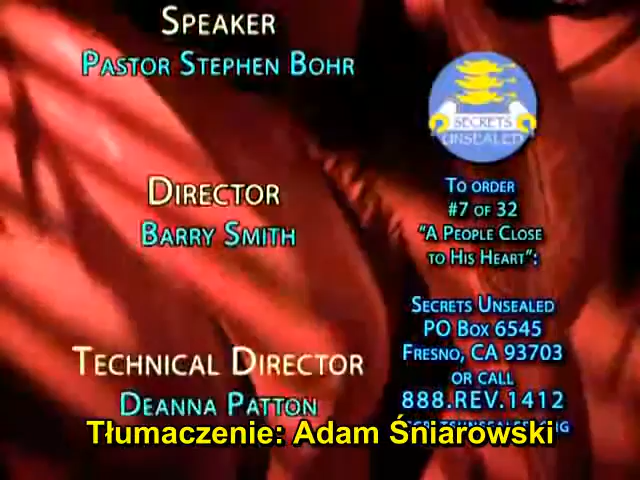 SPEAKER
PASTOR STEPHEN BOHR
DIRECTOR
BARRY SMITH
TECHNICAL DIRECTOR
DEANNA PATTON
SECRETS
UNSEALED
TO ORDER
#7 OF 32
"A PEOPLE CLOSE
TO HIS HEART":
SECRETS UNSEALED
PO BOX 6545
FRESNO, CA 93703
OR CALL
888.REV.1412
Tłumaczenie: Adam Śniarowski